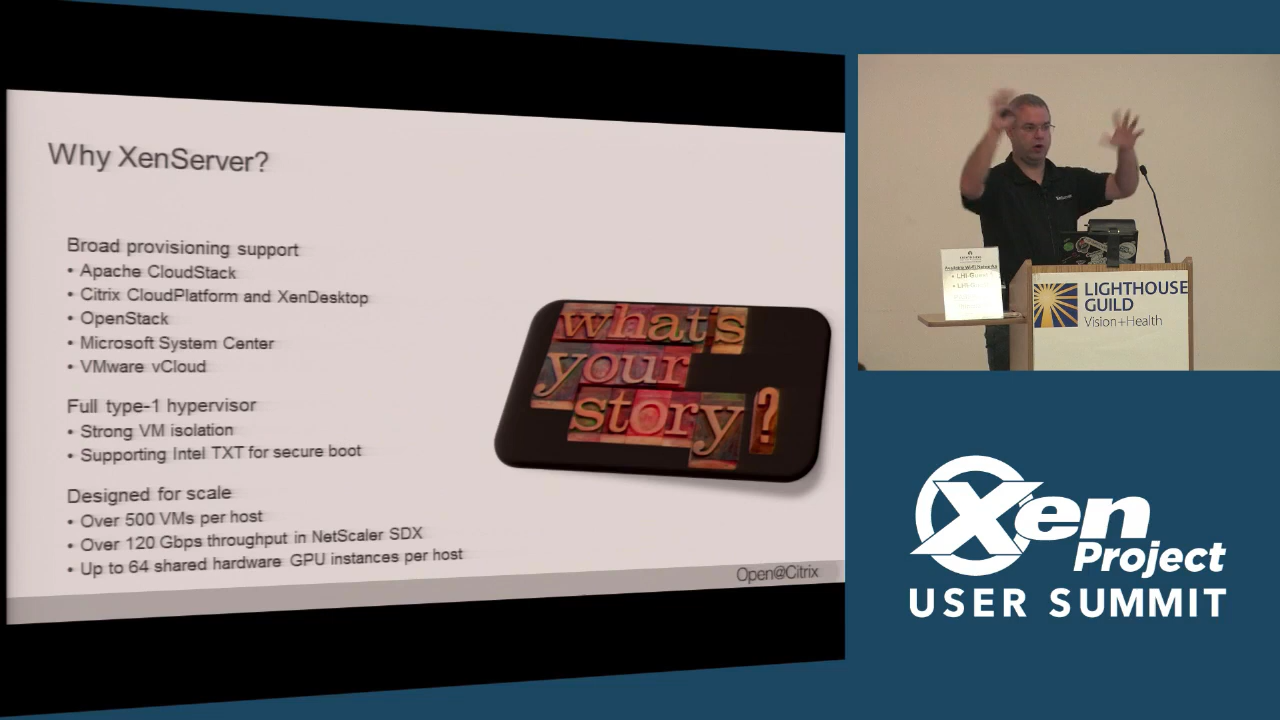 Why XenServer?
Broad provisioning support
• Apache CloudStack
• Citrix CloudPlatform and XenDesktop
• OpenStack
• Microsoft System Center
• VMware vCloud
Full type-1 hypervisor
• Strong VM isolation
• Supporting Intel TXT for secure boot
Designed for scale
• Over 500 VMs per host
• Over 120 Gbps throughput in NetScaler SDX
• Up to 64 shared hardware GPU instances per host
what's
your
story?
Open@Citrix
LIGHTHOUSE
GUILD
Vision+Health
Xen
Project
USER SUMMIT